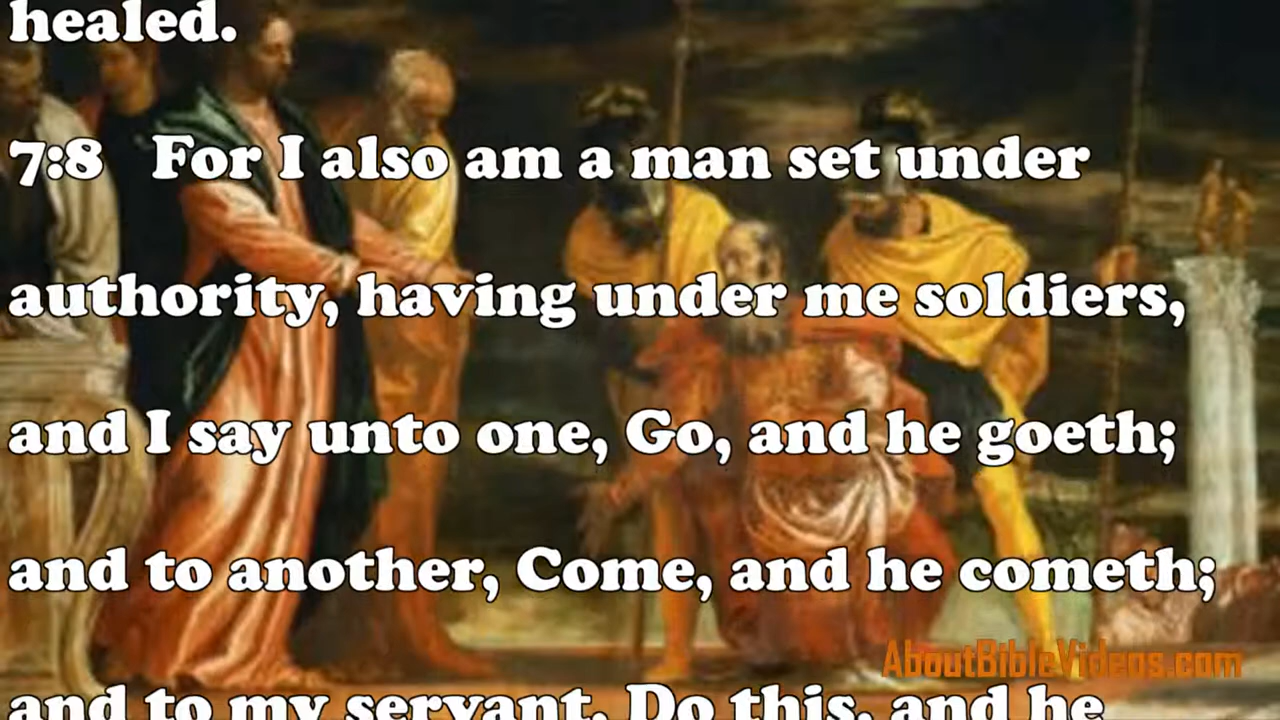 healed.
7:8 For I also am a man set under
authority, having under me soldiers,
and I say unto one, Go, and he goeth;
and to another, Come, and he cometh;
AboutBibleVideos.com
and to my servant, Do this, and he